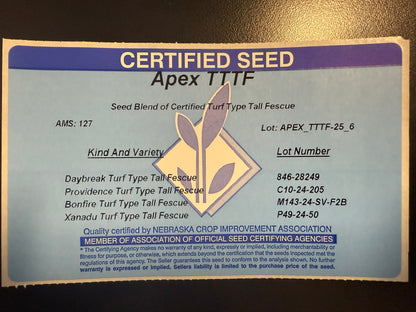 CERTIFIED SEED
Apex TTTF
Seed Blend of Certified Turf Type Tall Fescue
AMS: 127
Lot: APEX_TTTF-25_6
Kind And Variety Lot Number
Daybreak Turf Type Tall Fescue 846-28249
Providence Turf Type Tall Fescue C10-24-205
Bonfire Turf Type Tall Fescue M143-24-SV-F2B
Xanadu Turf Type Tall Fescue P49-24-50
Quality certified by NEBRASKA CROP IMPROVEMENT ASSOCIATION
MEMBER OF ASSOCIATION OF OFFICIAL SEED CERTIFYING AGENCIES
* The Certifying Agency makes no warranty of any kind, expressly or implied, including merchantability or
fitness for purpose, or otherwise, which extends beyond the certification that the seeds inspected met the
regulations of this agency. The Seller guarantees this seed to conform to the analysis shown. No further
warranty is expressed or implied. Sellers liability is limited to the purchase price of the seed.